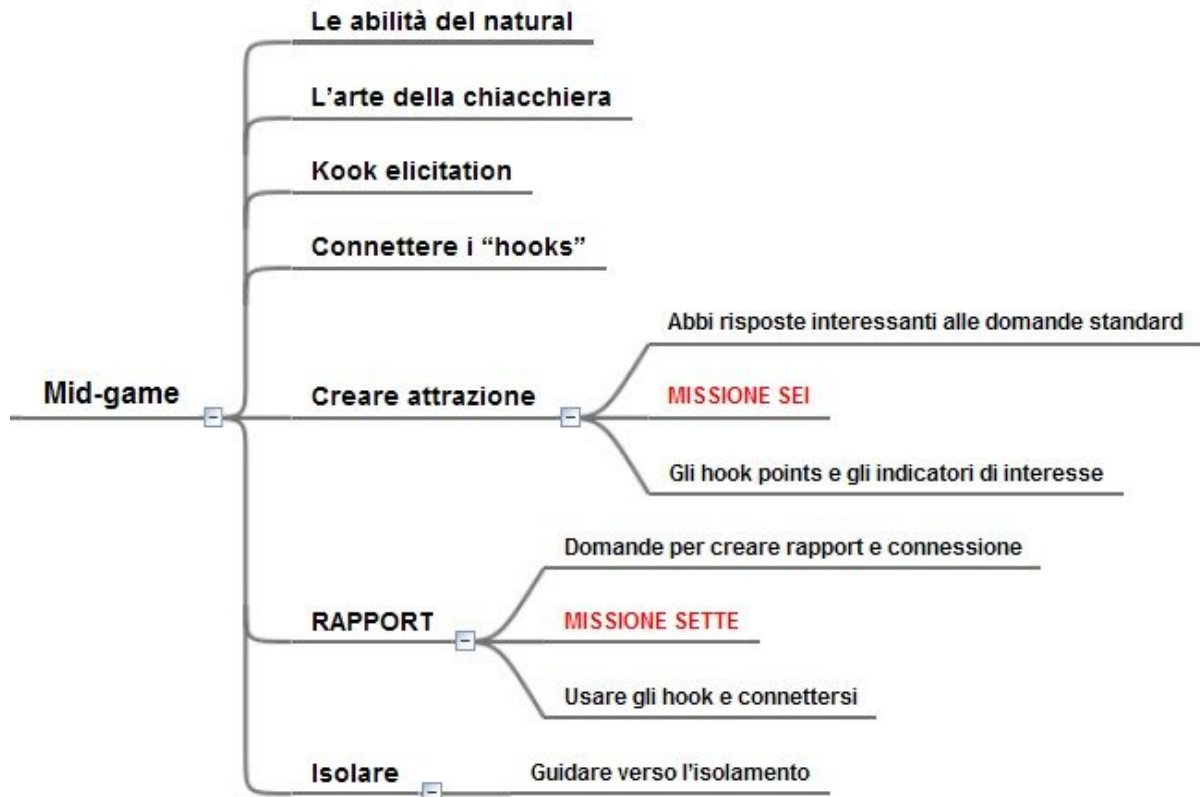 Le abilità del natural
L’arte della chiacchiera
Kook elicitation
Connettere i “hooks”
Mid-game
Creare attrazione
Abbi risposte interessanti alle domande standard
MISSIONE SEI
Gli hook points e gli indicatori di interesse
RAPPORT
Domande per creare rapport e connessione
MISSIONE SETTE
Usare gli hook e connettersi
Isolare
Guidare verso l’isolamento